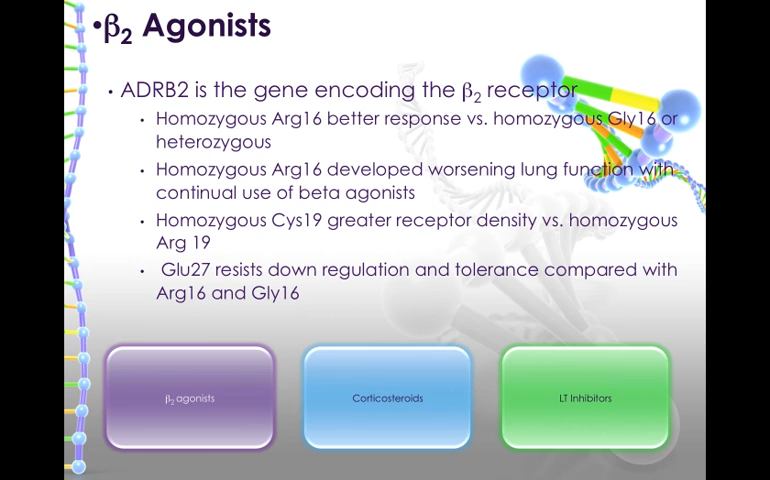 •β₂ Agonists
• ADRB2 is the gene encoding the β₂ receptor
• Homozygous Arg16 better response vs. homozygous Gly16 or
heterozygous
• Homozygous Arg16 developed worsening lung function with
continual use of beta agonists
• Homozygous Cys19 greater receptor density vs. homozygous
Arg 19
• Glu27 resists down regulation and tolerance compared with
Arg16 and Gly16
β₂ agonists
Corticosteroids
LT Inhibitors